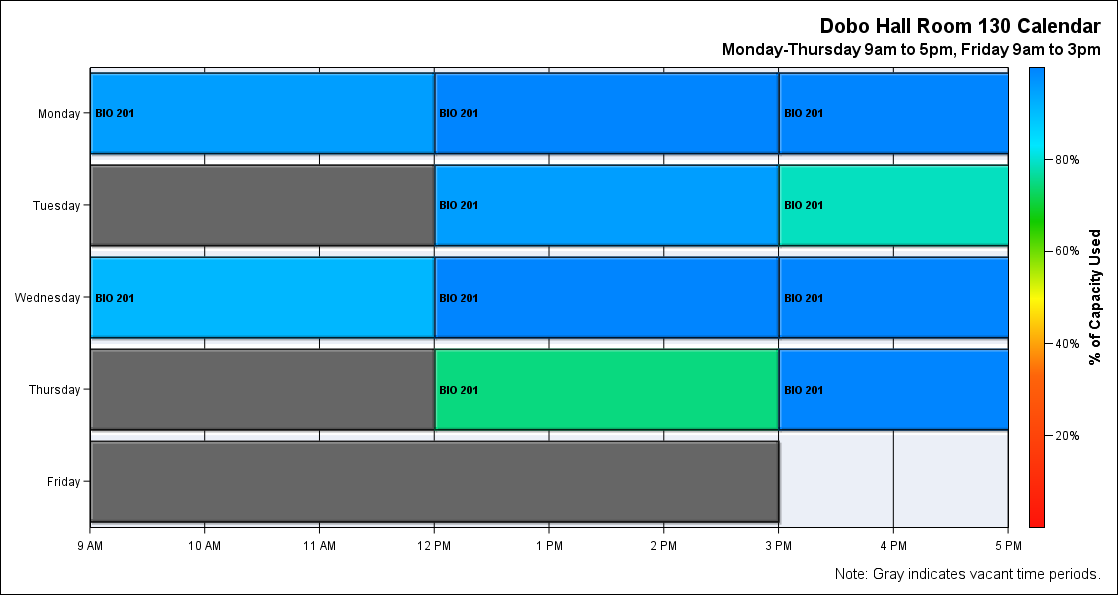 Dobo Hall Room 130 Calendar
Monday-Thursday 9am to 5pm, Friday 9am to 3pm
Monday
BIO 201 BIO 201 BIO 201
Tuesday
BIO 201 BIO 201
Wednesday
BIO 201 BIO 201 BIO 201
Thursday
BIO 201 BIO 201
Friday
9 AM 10 AM 11 AM 12 PM 1 PM 2 PM 3 PM 4 PM 5 PM
80%
60%
40%
20%
% of Capacity Used
Note: Gray indicates vacant time periods.